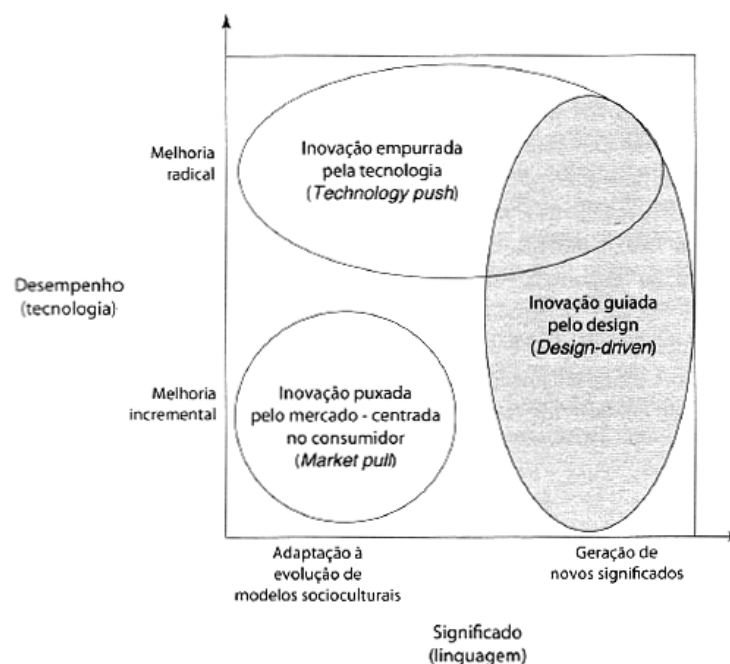 Melhoria
radical
Inovação empurrada
pela tecnologia
(Technology push)
Desempenho
(tecnologia)
Inovação guiada
pelo design
(Design-driven)
Melhoria
incremental
Inovação puxada
pelo mercado - centrada
no consumidor
(Market pull)
Adaptação à
evolução de
modelos socioculturais
Geração de
novos significados
Significado
(linguagem)